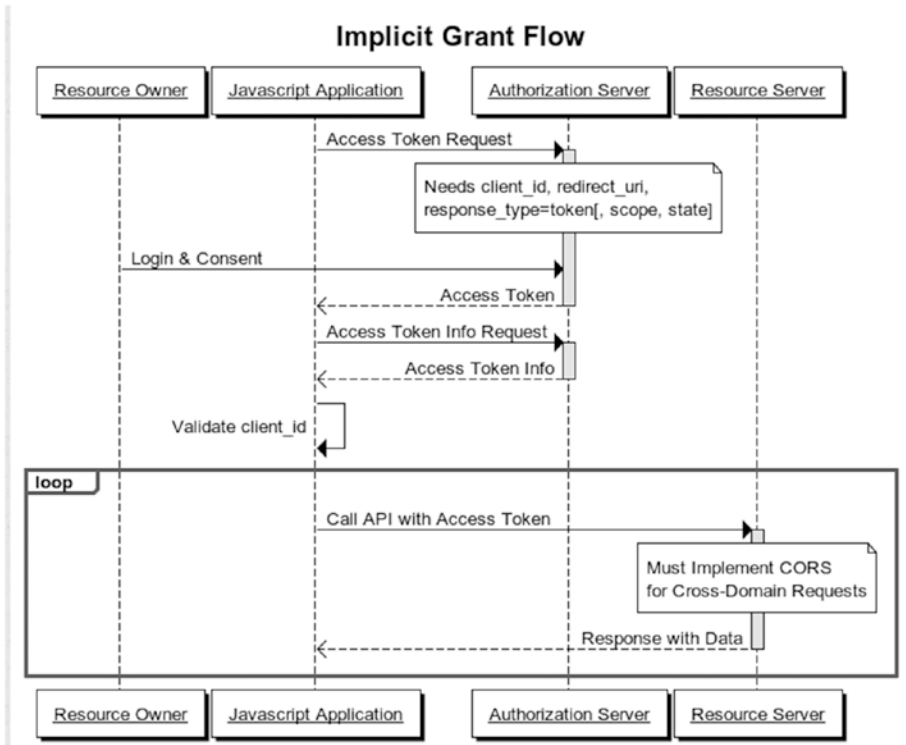 Implicit Grant Flow
Resource Owner
Javascript Application
Authorization Server
Resource Server
Access Token Request
Needs client_id, redirect_uri,
response_type=token[, scope, state]
Login & Consent
Access Token
Access Token Info Request
Access Token Info
Validate client_id
loop
Call API with Access Token
Must Implement CORS
for Cross-Domain Requests
Response with Data
Resource Owner
Javascript Application
Authorization Server
Resource Server